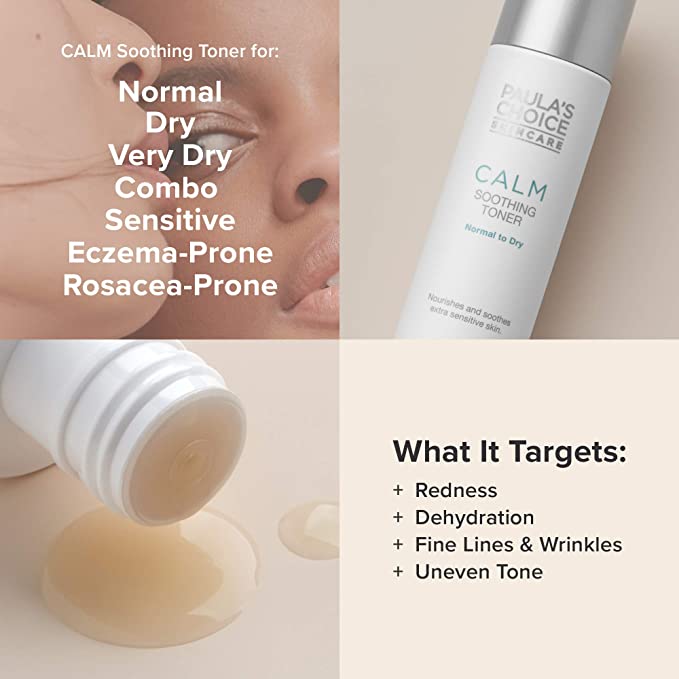 CALM Soothing Toner for:
Normal
Dry
Very Dry
Combo
Sensitive
Eczema-Prone
Rosacea-Prone
PAULA'S
CHOICE
SKINCARE
CALM
SOOTHING
TONER
Normal to Dry
Nourishes and soothes
extra sensitive skin.
What It Targets:
+ Redness
+ Dehydration
+ Fine Lines & Wrinkles
+ Uneven Tone